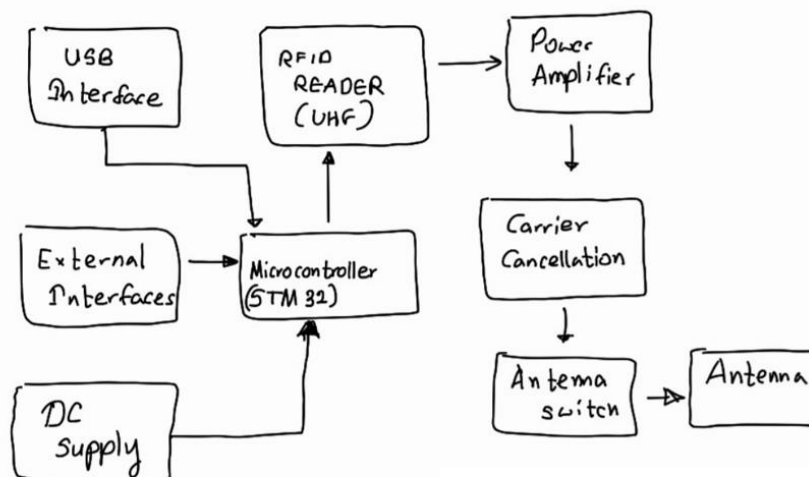 USB
Interface
RFID
READER
(UHF)
Power
Amplifier
External
Interfaces
Microcontroller
(STM 32)
Carrier
Cancellation
DC
Supply
Antenna
switch
Antenna